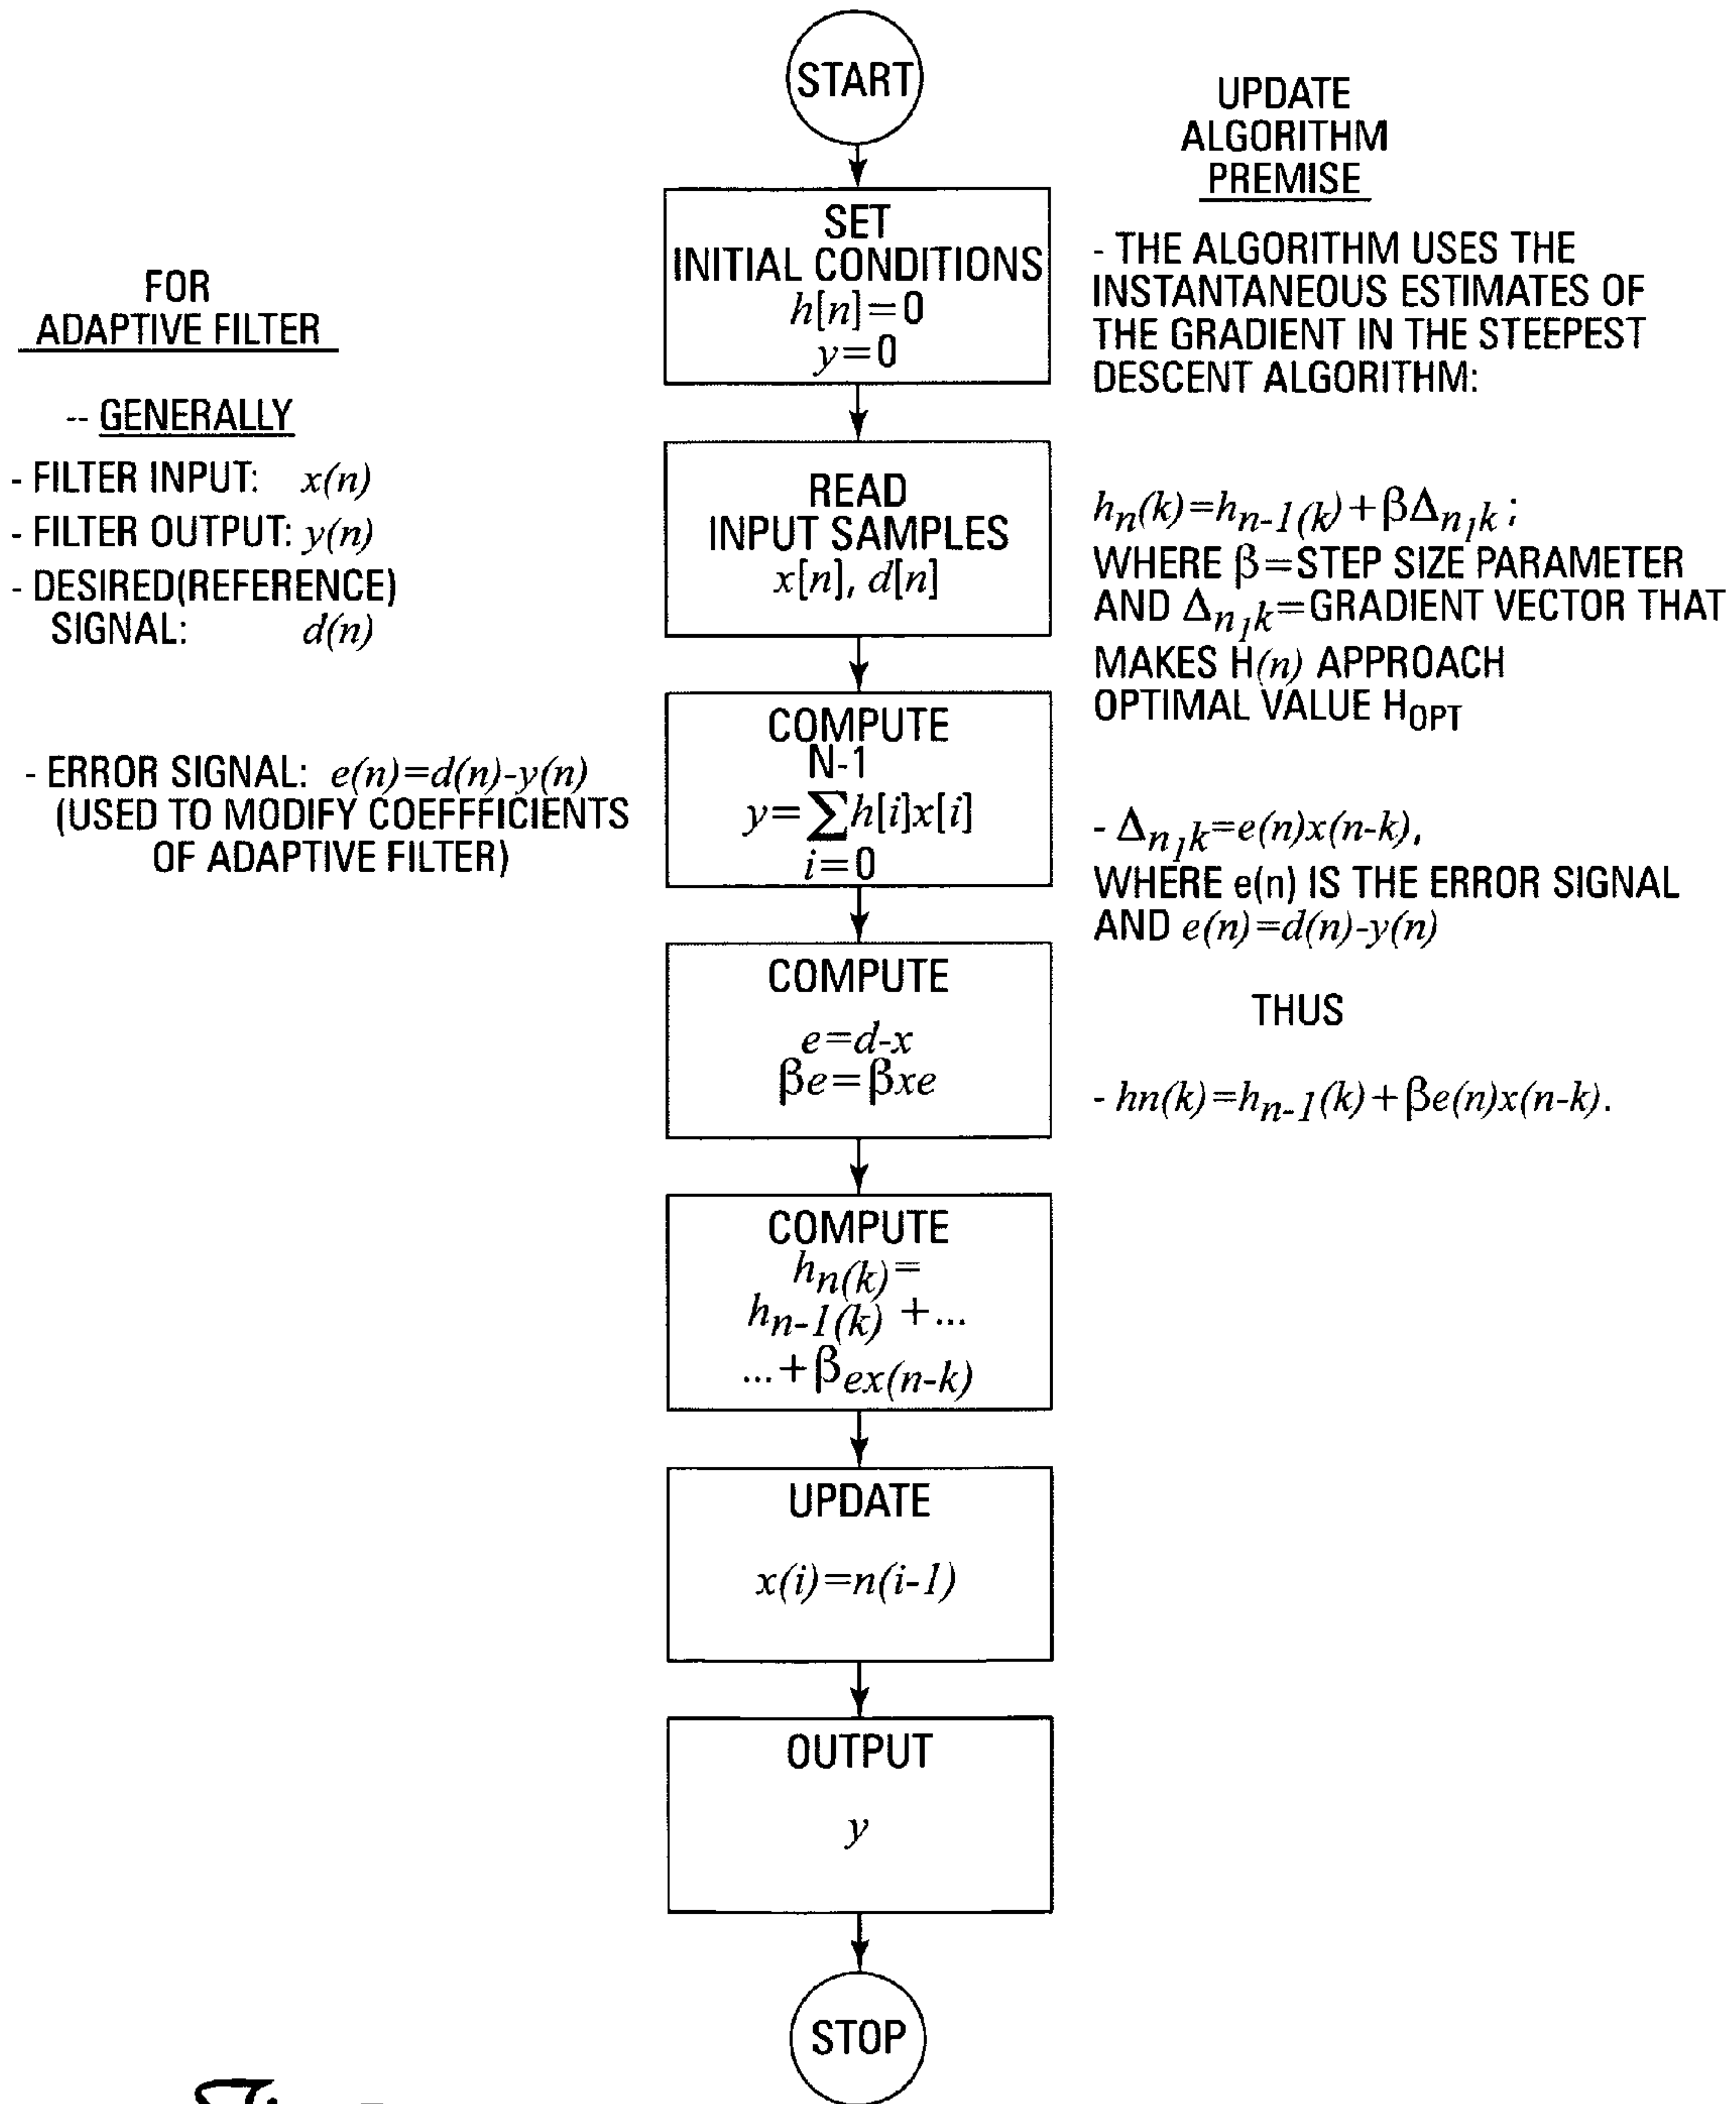 START
SET
INITIAL CONDITIONS
h[n]=0
y=0
READ
INPUT SAMPLES
x[n], d[n]
COMPUTE
N-1
y=∑h[i]x[i]
i=0
COMPUTE
e=d-x
βe=βxe
COMPUTE
hn(k)=
hn-1(k) +...
...+βex(n-k)
UPDATE
x(i)=n(i-1)
OUTPUT
y
STOP
FOR
ADAPTIVE FILTER
-- GENERALLY
- FILTER INPUT: x(n)
- FILTER OUTPUT: y(n)
- DESIRED(REFERENCE)
SIGNAL: d(n)
- ERROR SIGNAL: e(n)=d(n)-y(n)
(USED TO MODIFY COEFFFICIENTS
OF ADAPTIVE FILTER)
UPDATE
ALGORITHM
PREMISE
- THE ALGORITHM USES THE
INSTANTANEOUS ESTIMATES OF
THE GRADIENT IN THE STEEPEST
DESCENT ALGORITHM:
hn(k)=hn-1(k)+βΔn1k ;
WHERE β=STEP SIZE PARAMETER
AND Δn1k=GRADIENT VECTOR THAT
MAKES H(n) APPROACH
OPTIMAL VALUE HOPT
- Δn1k=e(n)x(n-k),
WHERE e(n) IS THE ERROR SIGNAL
AND e(n)=d(n)-y(n)
THUS
- hn(k)=hn-1(k)+βe(n)x(n-k).